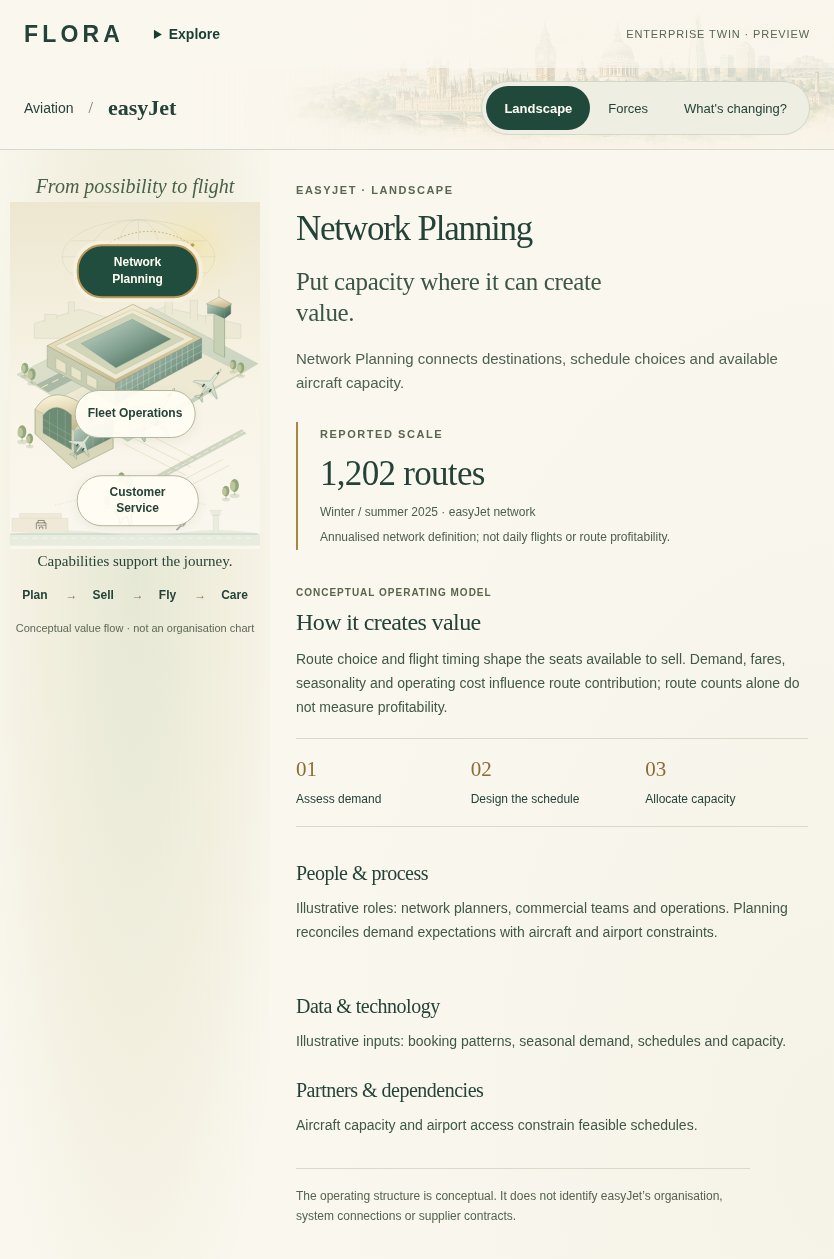 FLORA
▶ Explore
ENTERPRISE TWIN · PREVIEW
Aviation / easyJet
Landscape
Forces
What's changing?
From possibility to flight
Network
Planning
Fleet Operations
Customer
Service
Capabilities support the journey.
Plan → Sell → Fly → Care
Conceptual value flow · not an organisation chart
EASYJET · LANDSCAPE
Network Planning
Put capacity where it can create
value.
Network Planning connects destinations, schedule choices and available
aircraft capacity.
REPORTED SCALE
1,202 routes
Winter / summer 2025 · easyJet network
Annualised network definition; not daily flights or route profitability.
CONCEPTUAL OPERATING MODEL
How it creates value
Route choice and flight timing shape the seats available to sell. Demand, fares,
seasonality and operating cost influence route contribution; route counts alone do
not measure profitability.
01
Assess demand
02
Design the schedule
03
Allocate capacity
People & process
Illustrative roles: network planners, commercial teams and operations. Planning
reconciles demand expectations with aircraft and airport constraints.
Data & technology
Illustrative inputs: booking patterns, seasonal demand, schedules and capacity.
Partners & dependencies
Aircraft capacity and airport access constrain feasible schedules.
The operating structure is conceptual. It does not identify easyJet’s organisation,
system connections or supplier contracts.